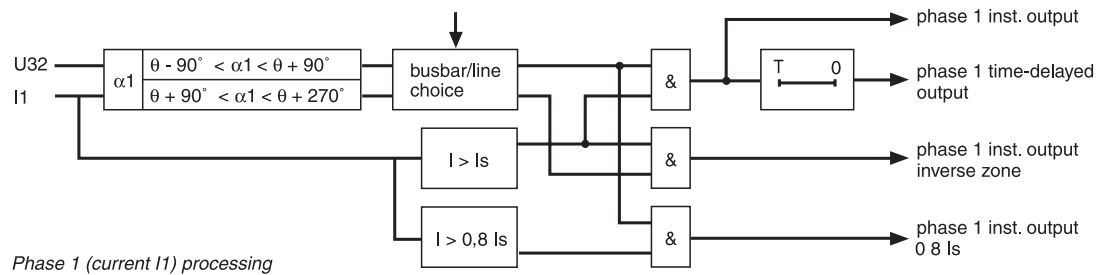 phase 1 inst. output
U32
α1
θ - 90° < α1 < θ + 90°
busbar/line
choice
&
T 0
phase 1 time-delayed
output
I1
θ + 90° < α1 < θ + 270°
I > Is
&
phase 1 inst. output
inverse zone
I > 0,8 Is
&
phase 1 inst. output
0 8 Is
Phase 1 (current I1) processing